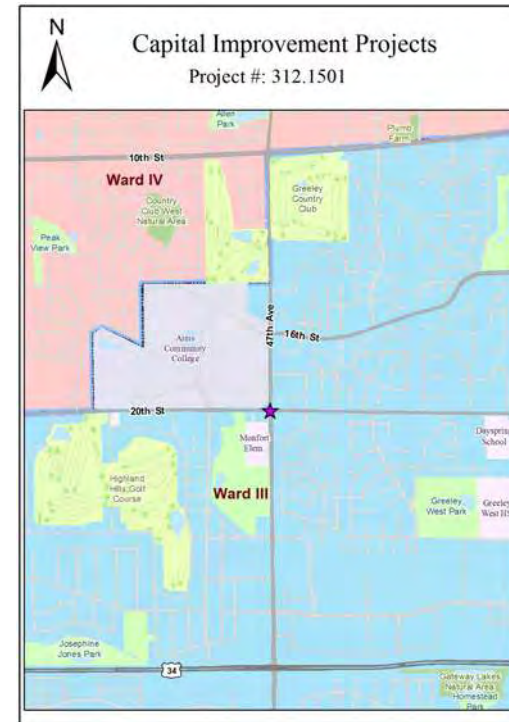 N
Capital Improvement Projects
Project #: 312.1501
Allen
Park
Plumb
Farm
10th St
Ward IV
Country
Club West
Natural Area
Greeley
Country
Club
Peak
View Park
47th Ave
16th St
Aims
Community
College
20th St
Monfort
Elem
Dayspring
School
Highland
Hills Golf
Course
Ward III
Greeley
West Park
Greeley
West HS
Josephine
Jones Park
34
Gateway Lakes
Natural Area
Homestead
Park